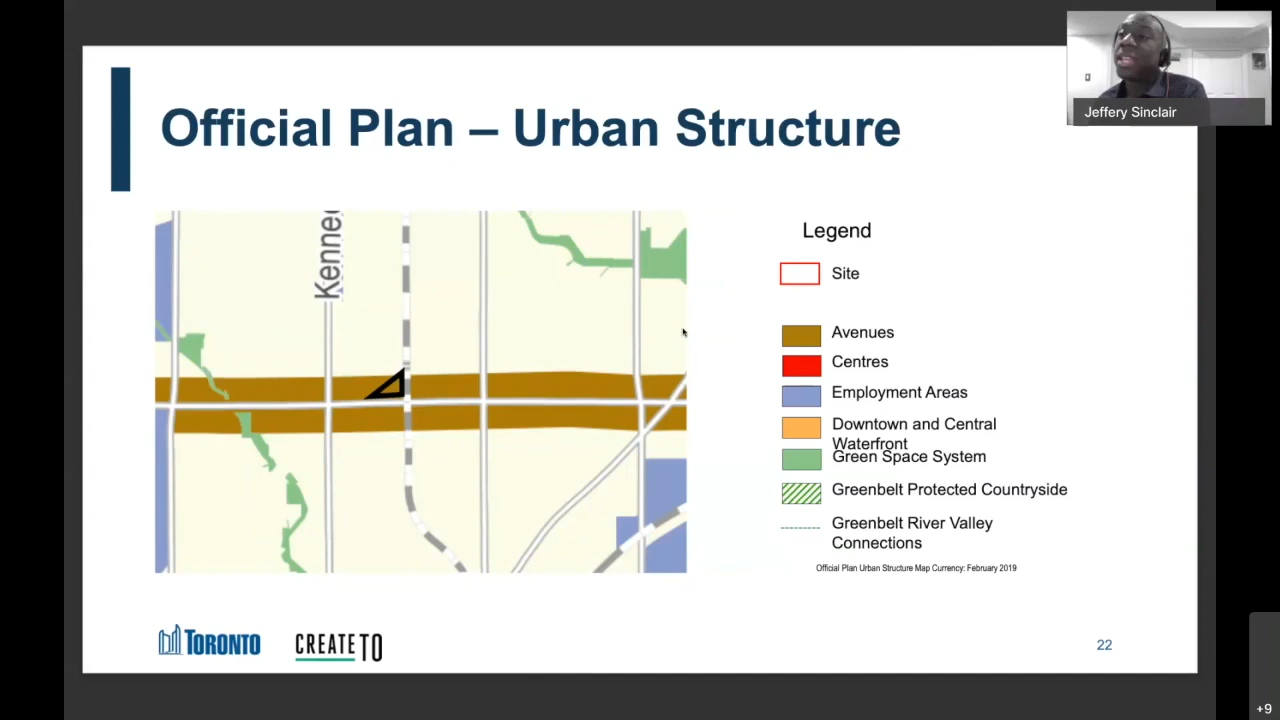 Official Plan – Urban Structure
Jeffery Sinclair
Kenne
Legend
Site
Avenues
Centres
Employment Areas
Downtown and Central
Waterfront
Green Space System
Greenbelt Protected Countryside
Greenbelt River Valley
Connections
Official Plan Urban Structure Map Currency: February 2019
TORONTO
CREATE TO
22
+9